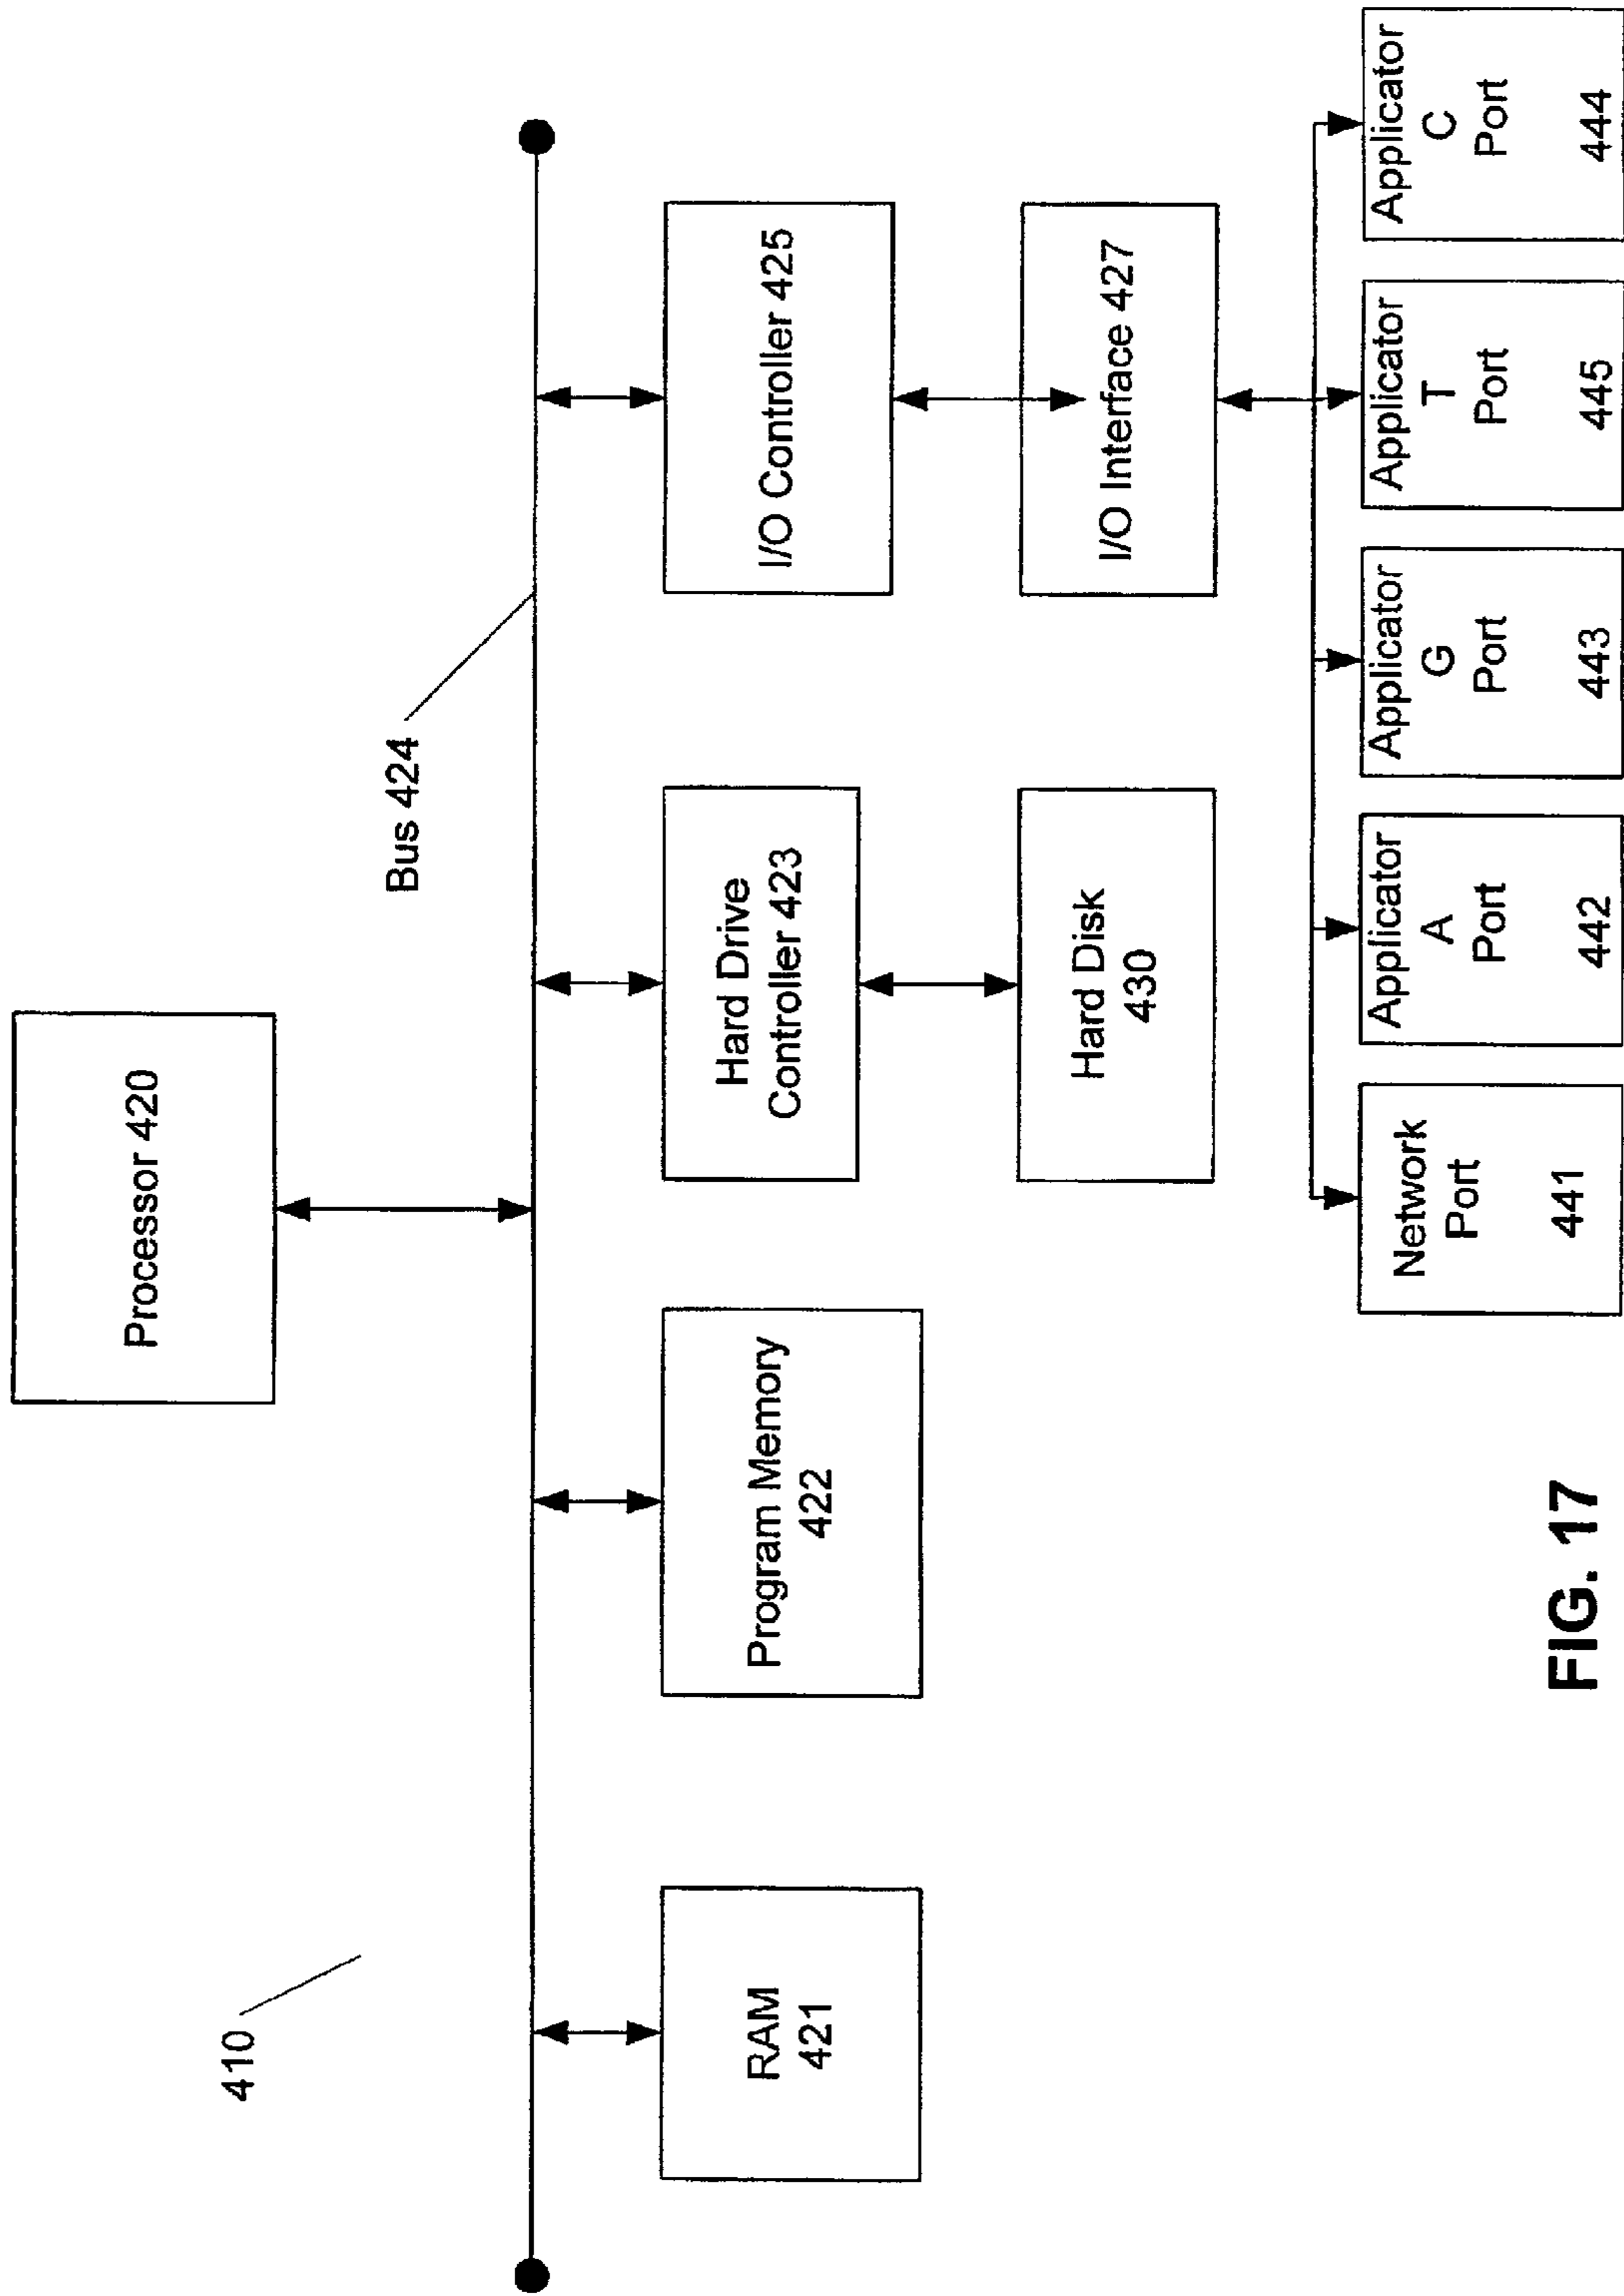 410
Processor 420
Bus 424
RAM
421
Program Memory
422
Hard Drive
Controller 423
I/O Controller 425
Hard Disk
430
I/O Interface 427
Network
Port
441
Applicator
A
Port
442
Applicator
G
Port
443
Applicator
T
Port
445
Applicator
C
Port
444
FIG. 17